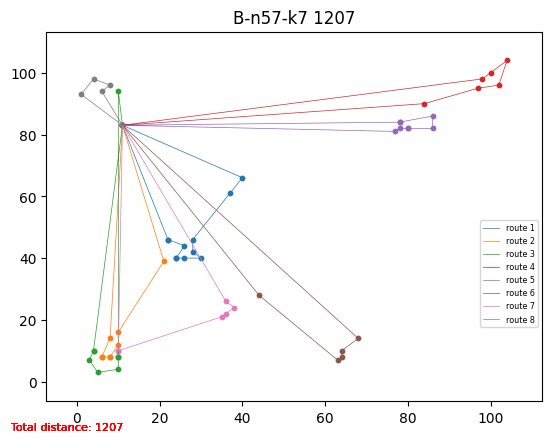 B-n57-k7 1207
100
80
60
40
20
0
0
20
40
60
80
100
route 1
route 2
route 3
route 4
route 5
route 6
route 7
route 8
Total distance: 1207